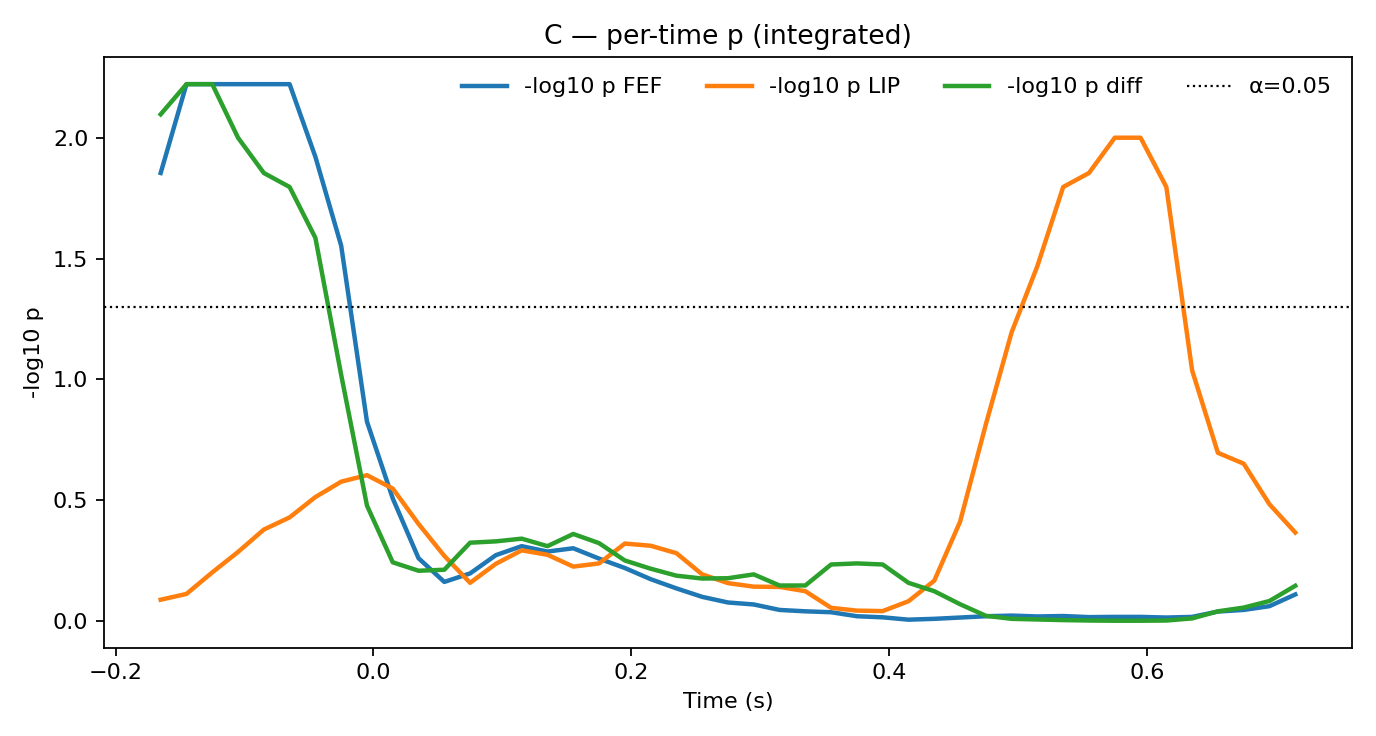 C — per-time p (integrated)
-log10 p FEF
-log10 p LIP
-log10 p diff
α=0.05
-log10 p
2.0
1.5
1.0
0.5
0.0
−0.2
0.0
0.2
0.4
0.6
Time (s)